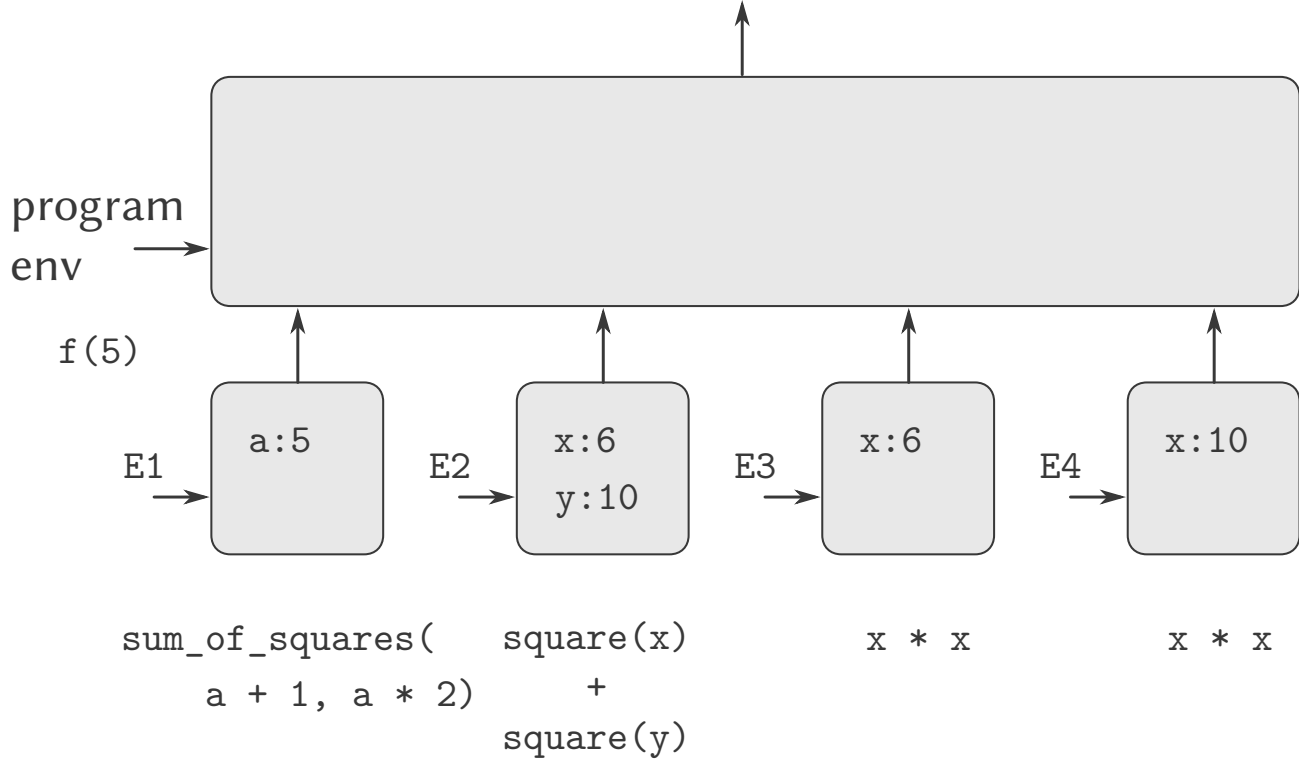 program
env
f(5)
E1
a:5
E2
x:6
y:10
E3
x:6
E4
x:10
sum_of_squares(
a + 1, a * 2)
square(x)
+
square(y)
x * x
x * x